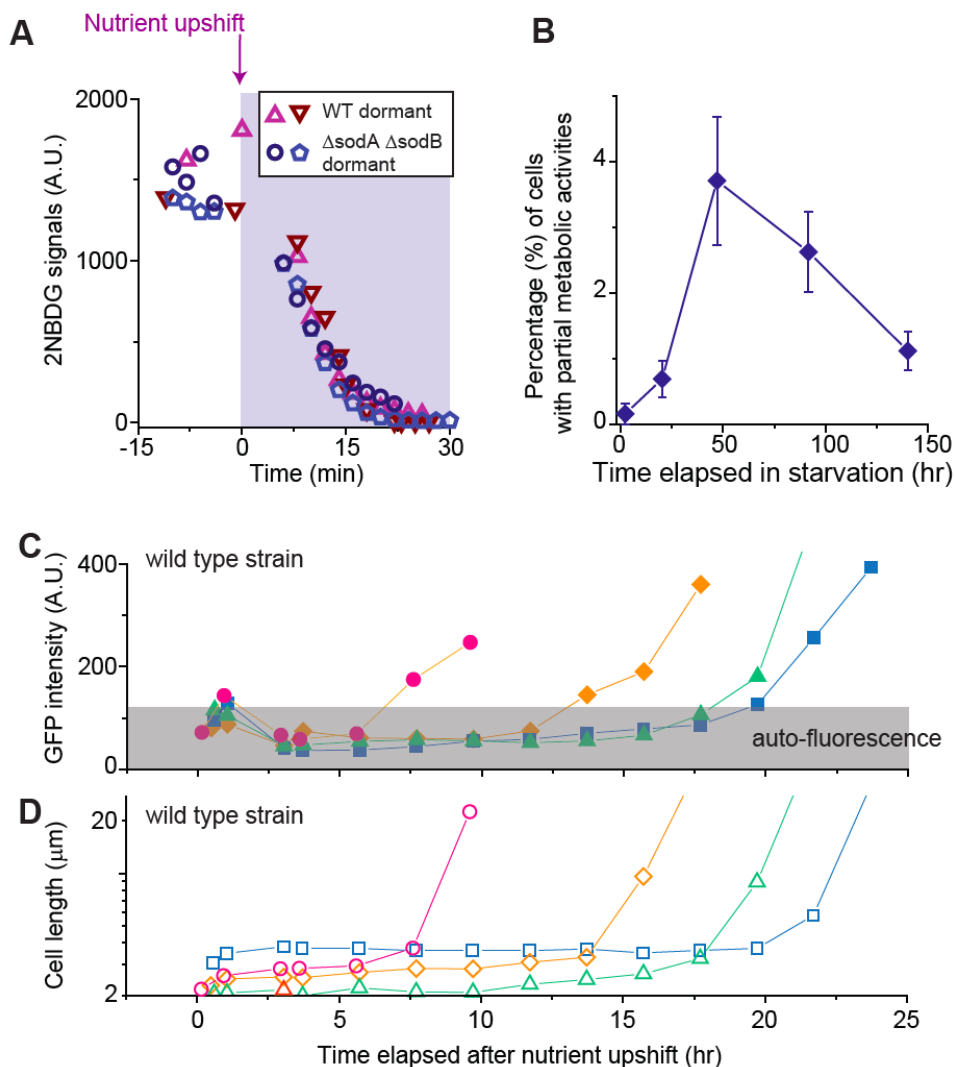 Nutrient upshift
A
2NBDG signals (A.U.)
2000
1000
0
WT dormant
ΔsodA ΔsodB
dormant
-15
0
15
30
Time (min)
B
Percentage (%) of cells
with partial metabolic activities
4
2
0
0
50
100
150
Time elapsed in starvation (hr)
C
wild type strain
GFP intensity (A.U.)
400
200
0
auto-fluorescence
D
wild type strain
Cell length (μm)
20
2
0
5
10
15
20
25
Time elapsed after nutrient upshift (hr)